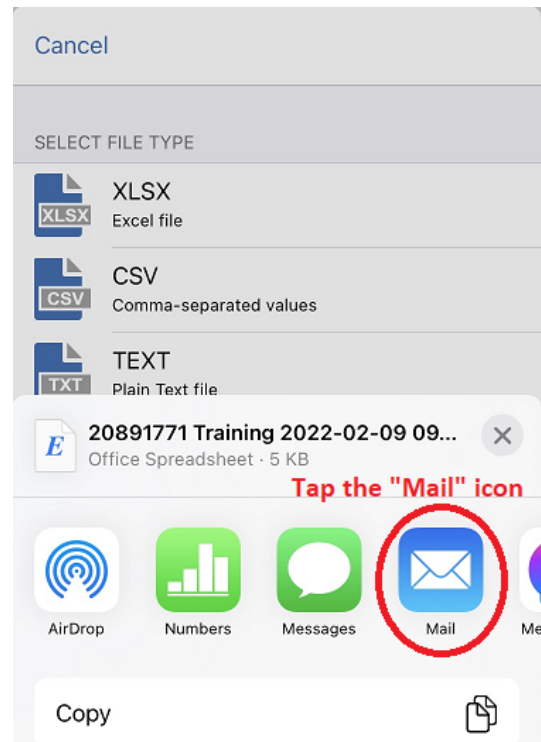 Cancel
SELECT FILE TYPE
XLSX
XLSX
Excel file
CSV
CSV
Comma-separated values
TEXT
TXT
Plain Text file
E
20891771 Training 2022-02-09 09...
Office Spreadsheet · 5 KB
Tap the "Mail" icon
AirDrop
Numbers
Messages
Mail
Me
Copy